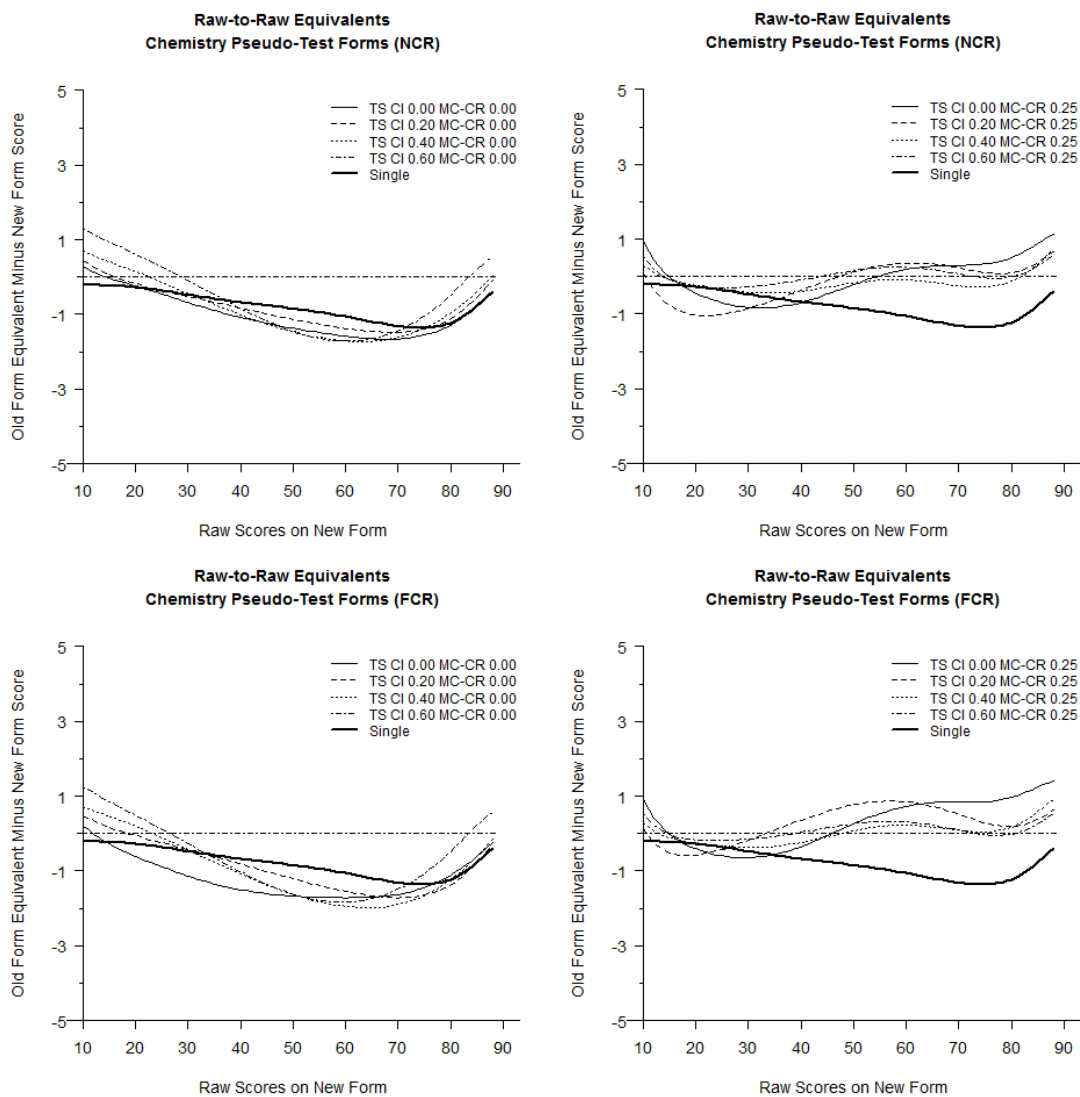 Raw-to-Raw Equivalents
Chemistry Pseudo-Test Forms (NCR)
TS CI 0.00 MC-CR 0.00
TS CI 0.20 MC-CR 0.00
TS CI 0.40 MC-CR 0.00
TS CI 0.60 MC-CR 0.00
Single
Old Form Equivalent Minus New Form Score
5
3
1
-1
-3
-5
10 20 30 40 50 60 70 80 90
Raw Scores on New Form
Raw-to-Raw Equivalents
Chemistry Pseudo-Test Forms (NCR)
TS CI 0.00 MC-CR 0.25
TS CI 0.20 MC-CR 0.25
TS CI 0.40 MC-CR 0.25
TS CI 0.60 MC-CR 0.25
Single
Old Form Equivalent Minus New Form Score
5
3
1
-1
-3
-5
10 20 30 40 50 60 70 80 90
Raw Scores on New Form
Raw-to-Raw Equivalents
Chemistry Pseudo-Test Forms (FCR)
TS CI 0.00 MC-CR 0.00
TS CI 0.20 MC-CR 0.00
TS CI 0.40 MC-CR 0.00
TS CI 0.60 MC-CR 0.00
Single
Old Form Equivalent Minus New Form Score
5
3
1
-1
-3
-5
10 20 30 40 50 60 70 80 90
Raw Scores on New Form
Raw-to-Raw Equivalents
Chemistry Pseudo-Test Forms (FCR)
TS CI 0.00 MC-CR 0.25
TS CI 0.20 MC-CR 0.25
TS CI 0.40 MC-CR 0.25
TS CI 0.60 MC-CR 0.25
Single
Old Form Equivalent Minus New Form Score
5
3
1
-1
-3
-5
10 20 30 40 50 60 70 80 90
Raw Scores on New Form